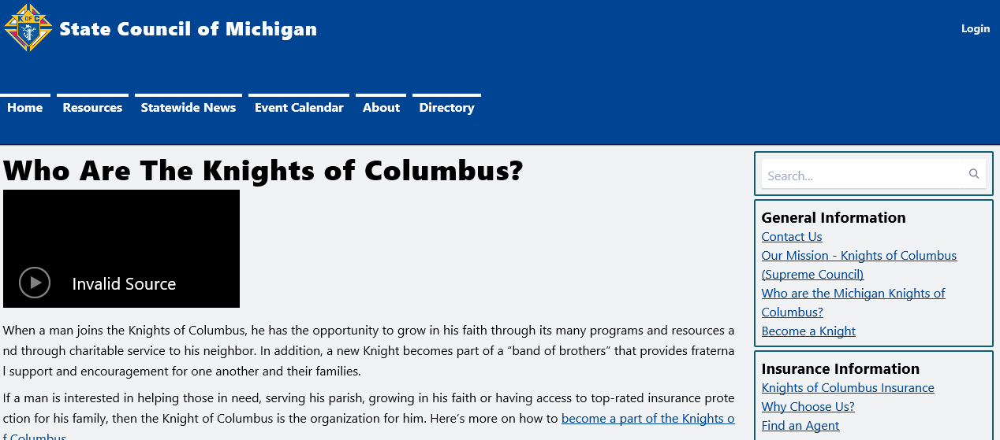 K OF C
State Council of Michigan
Login
Home Resources Statewide News Event Calendar About Directory
Who Are The Knights of Columbus?
Invalid Source
When a man joins the Knights of Columbus, he has the opportunity to grow in his faith through its many programs and resources a
nd through charitable service to his neighbor. In addition, a new Knight becomes part of a “band of brothers” that provides fraterna
l support and encouragement for one another and their families.
If a man is interested in helping those in need, serving his parish, growing in his faith or having access to top-rated insurance prote
ction for his family, then the Knight of Columbus is the organization for him. Here’s more on how to become a part of the Knights o
f Columbus.
Search...
General Information
Contact Us
Our Mission - Knights of Columbus
(Supreme Council)
Who are the Michigan Knights of
Columbus?
Become a Knight
Insurance Information
Knights of Columbus Insurance
Why Choose Us?
Find an Agent